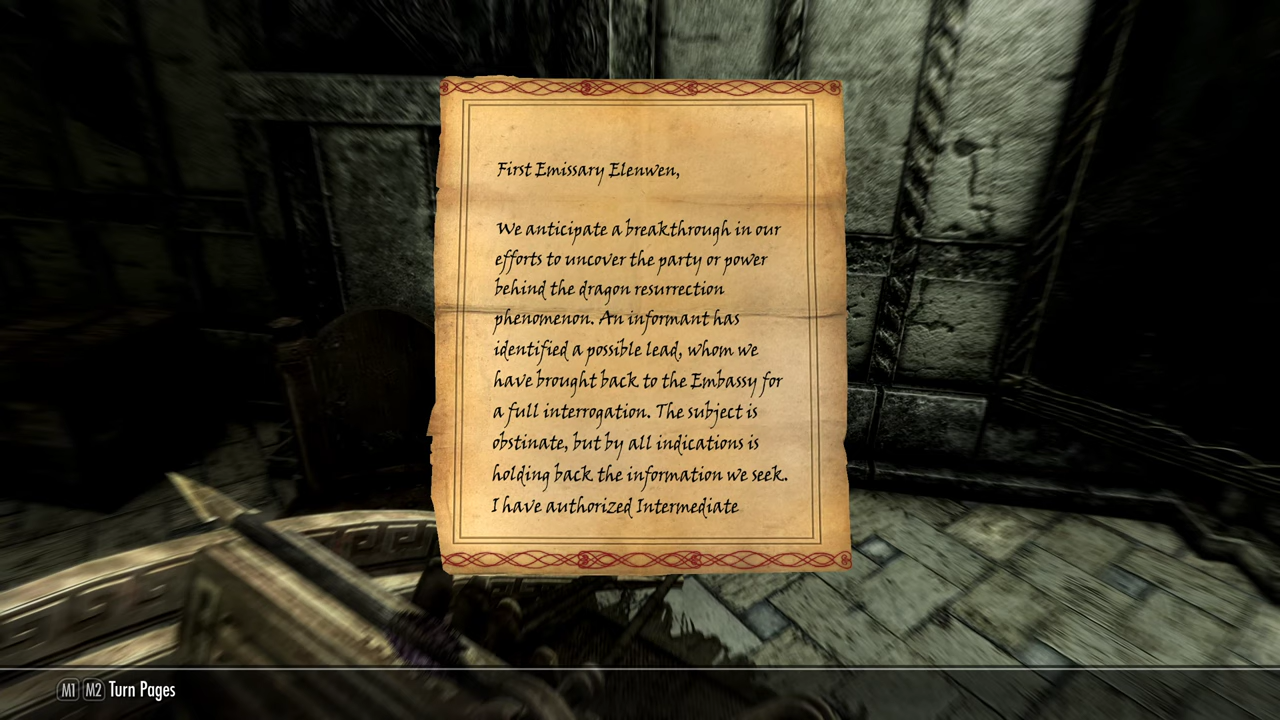 First Emissary Elenwen,
We anticipate a breakthrough in our
efforts to uncover the party or power
behind the dragon resurrection
phenomenon. An informant has
identified a possible lead, whom we
have brought back to the Embassy for
a full interrogation. The subject is
obstinate, but by all indications is
holding back the information we seek.
I have authorized Intermediate
M1 M2 Turn Pages